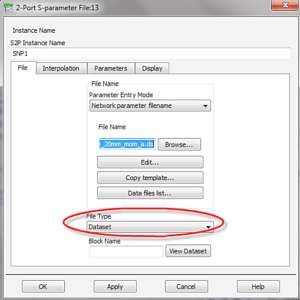 2-Port S-parameter File:13
Instance Name
S2P Instance Name
SNP1
File Interpolation Parameters Display
File Name
Parameter Entry Mode
Network parameter filename
File Name
_20mm_mom_a.ds
Browse...
Edit...
Copy template...
Data files list...
File Type
Dataset
Block Name
View Dataset
OK Apply Cancel Help